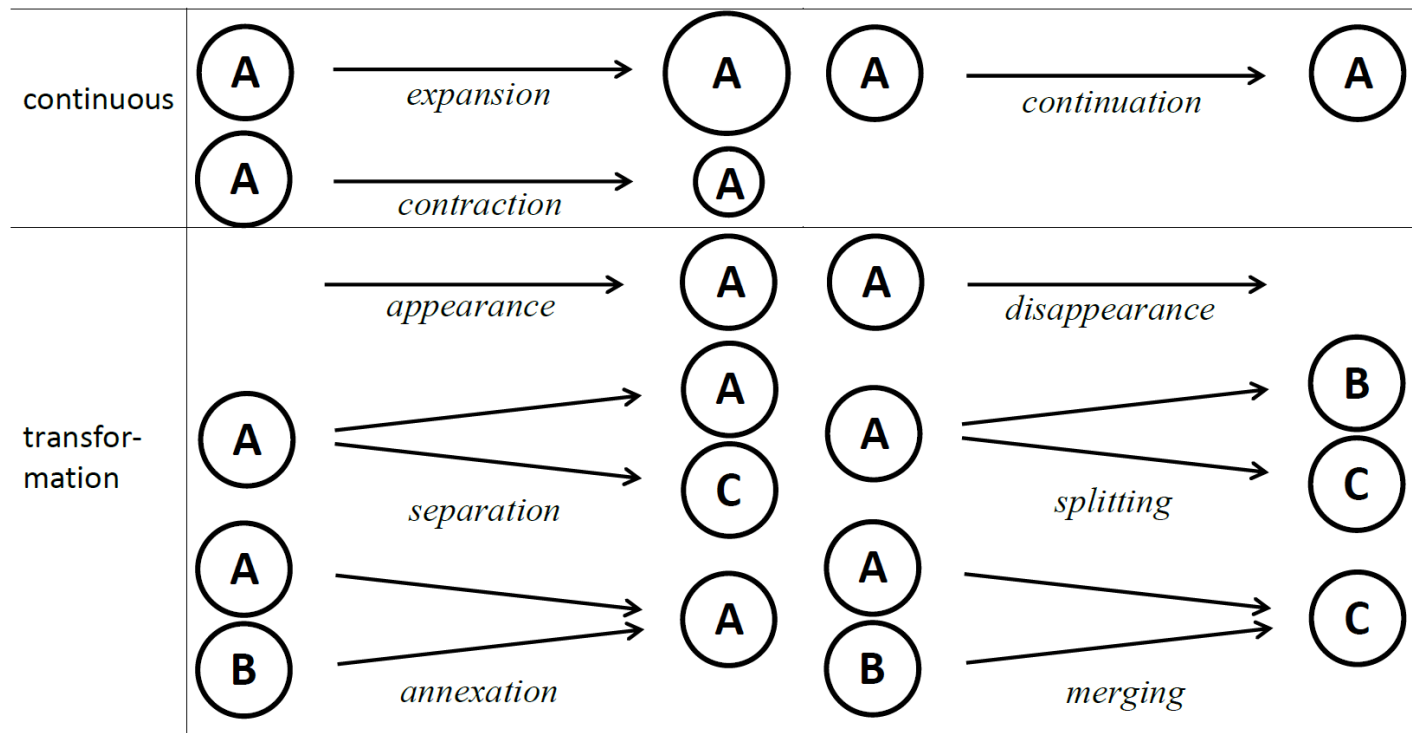 continuous
A
expansion
A
A
continuation
A
A
contraction
A
transfor-
mation
appearance
A
A
disappearance
A
separation
A
C
A
splitting
B
C
A
B
annexation
A
A
B
merging
C